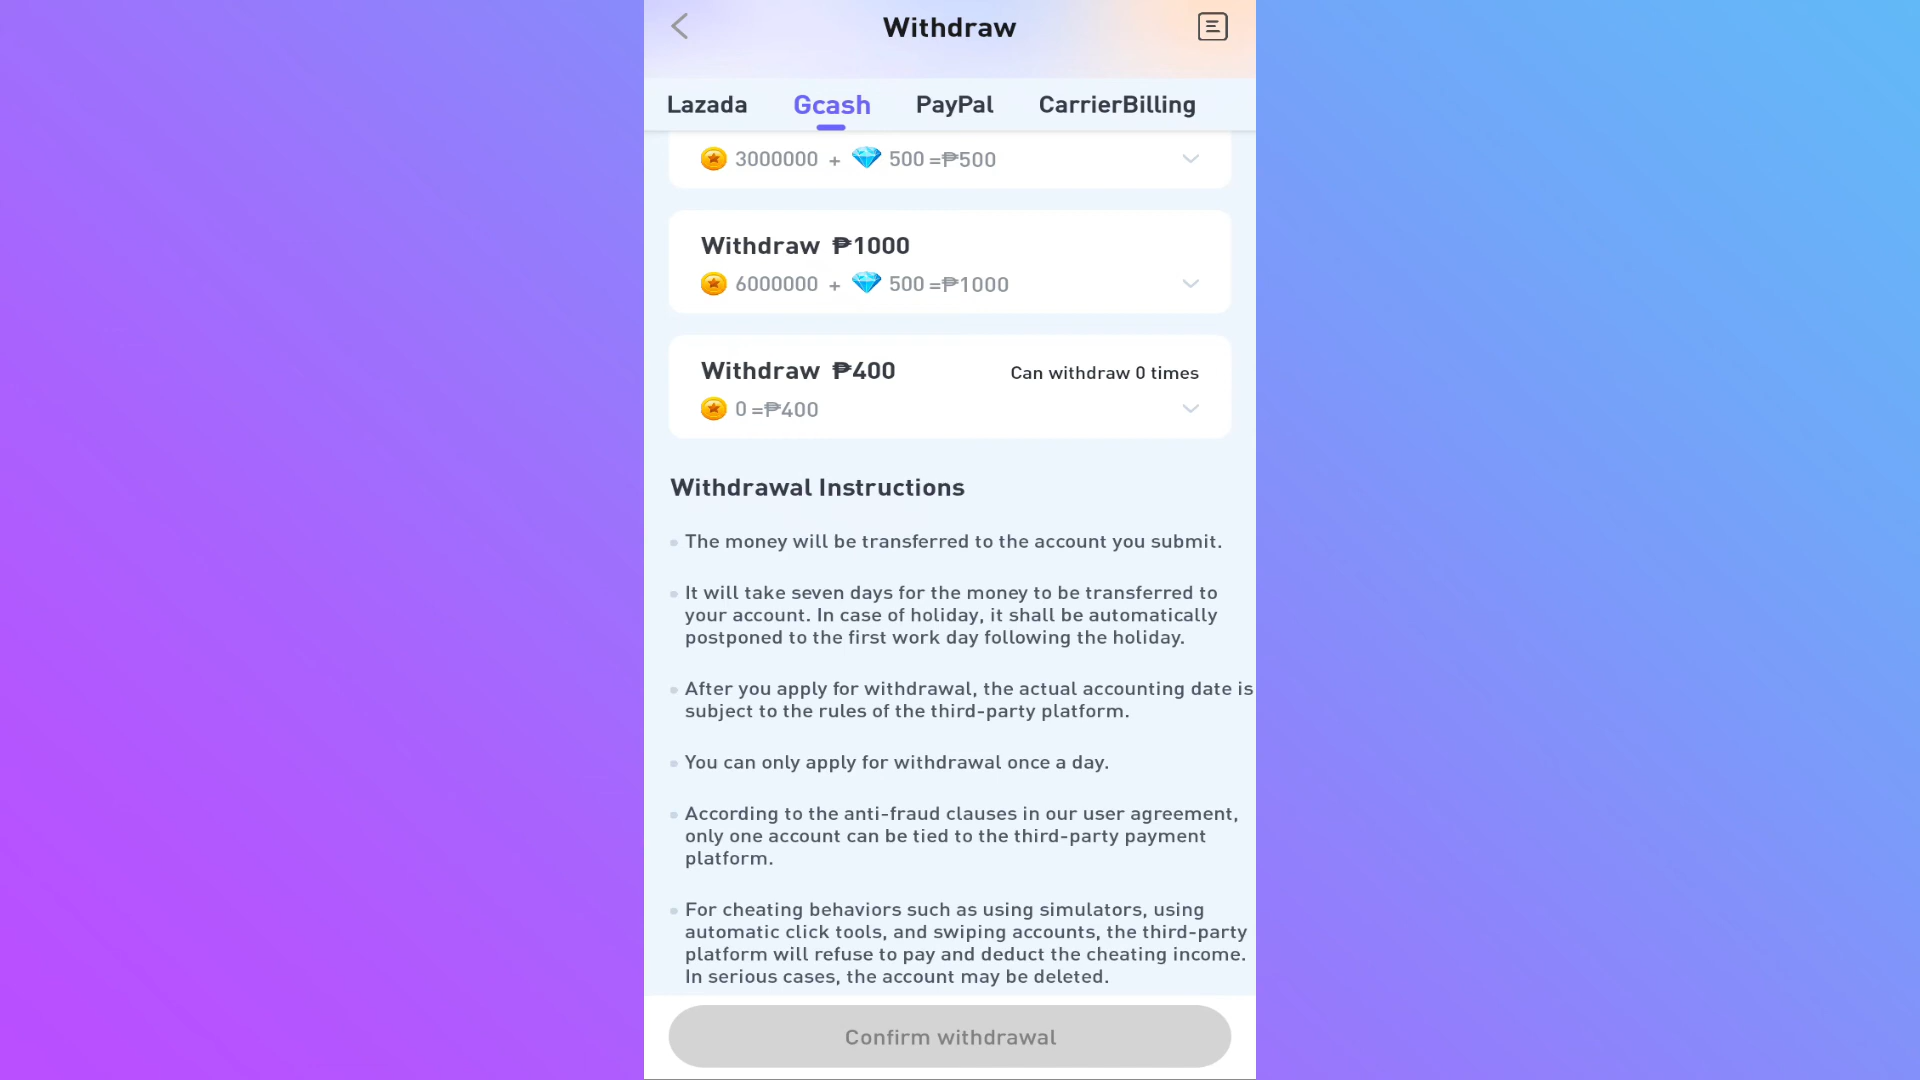 Withdraw
Lazada Gcash PayPal CarrierBilling
3000000 + 500 =₱500
Withdraw ₱1000
6000000 + 500 =₱1000
Withdraw ₱400 Can withdraw 0 times
0 =₱400
Withdrawal Instructions
The money will be transferred to the account you submit.
It will take seven days for the money to be transferred to
your account. In case of holiday, it shall be automatically
postponed to the first work day following the holiday.
After you apply for withdrawal, the actual accounting date is
subject to the rules of the third-party platform.
You can only apply for withdrawal once a day.
According to the anti-fraud clauses in our user agreement,
only one account can be tied to the third-party payment
platform.
For cheating behaviors such as using simulators, using
automatic click tools, and swiping accounts, the third-party
platform will refuse to pay and deduct the cheating income.
In serious cases, the account may be deleted.
Confirm withdrawal